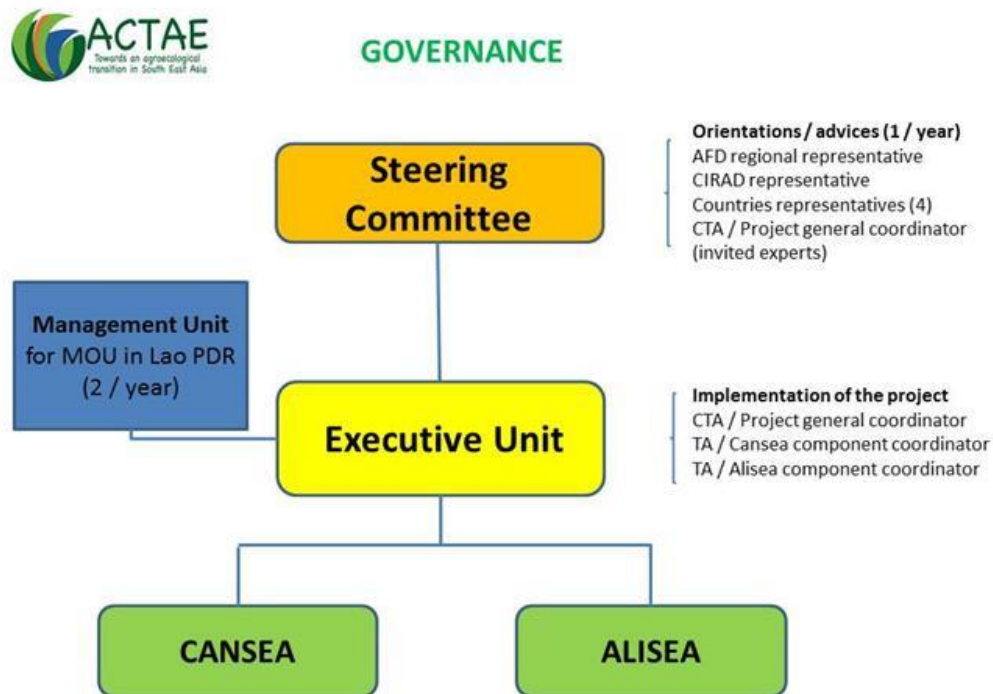 ACTAE
Towards an agroecological
transition in South East Asia
GOVERNANCE
Steering
Committee
Orientations / advices (1 / year)
AFD regional representative
CIRAD representative
Countries representatives (4)
CTA / Project general coordinator
(invited experts)
Management Unit
for MOU in Lao PDR
(2 / year)
Executive Unit
Implementation of the project
CTA / Project general coordinator
TA / Cansea component coordinator
TA / Alisea component coordinator
CANSEA
ALISEA